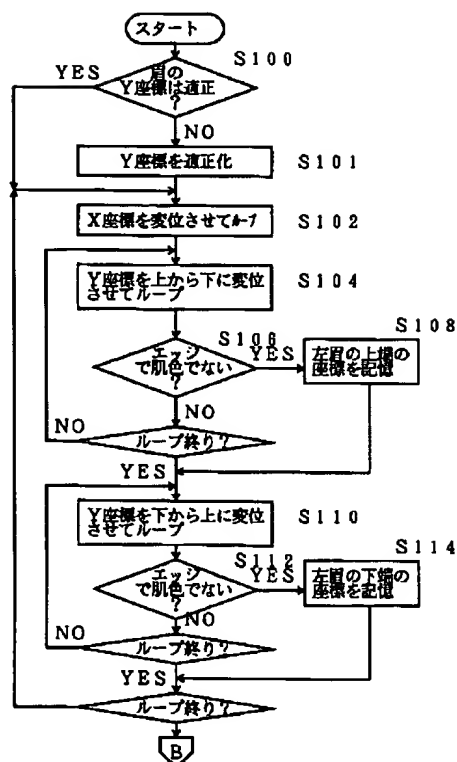 スタート
S100
YES
眉の
Y座標は適正
?
NO
Y座標を適正化
S101
X座標を変位させてループ
S102
Y座標を上から下に変位
させてループ
S104
S106
エッジ
で肌色でない
?
YES
S108
左眉の上端の
座標を記憶
NO
NO
ループ終り?
YES
Y座標を下から上に変位
させてループ
S110
S112
エッジ
で肌色でない
?
YES
S114
左眉の下端の
座標を記憶
NO
NO
ループ終り?
YES
ループ終り?
B